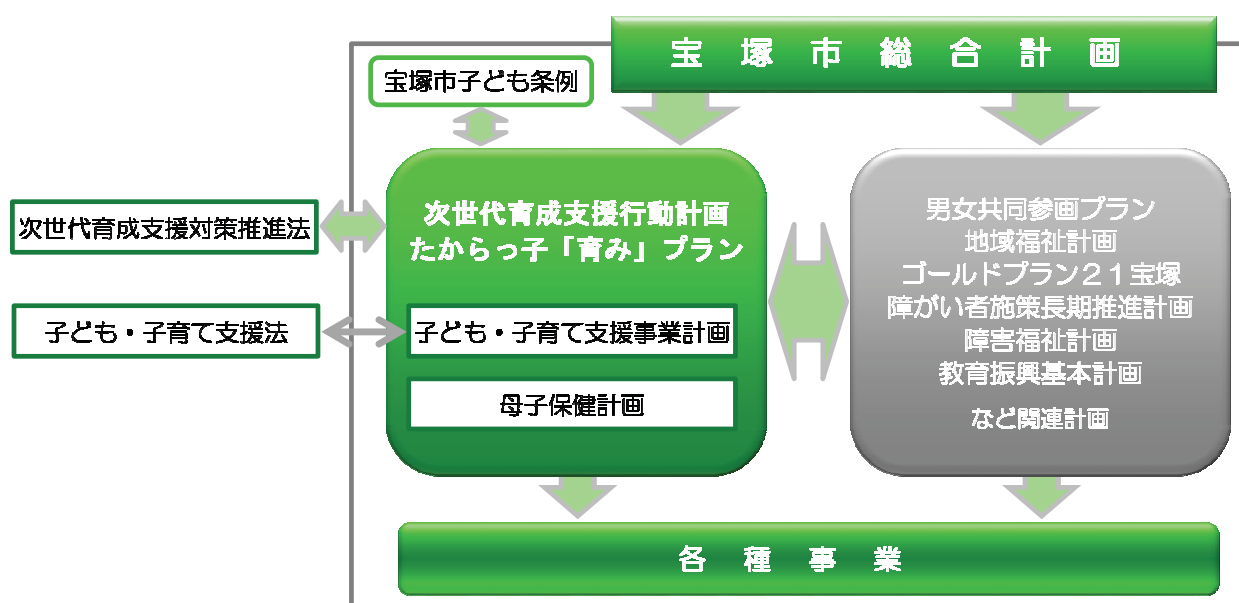 宝塚市総合計画
宝塚市子ども条例
次世代育成支援対策推進法
子ども・子育て支援法
次世代育成支援行動計画
たからっ子「育み」プラン
子ども・子育て支援事業計画
母子保健計画
男女共同参画プラン
地域福祉計画
ゴールドプラン２１宝塚
障がい者施策長期推進計画
障害福祉計画
教育振興基本計画
など関連計画
各種事業